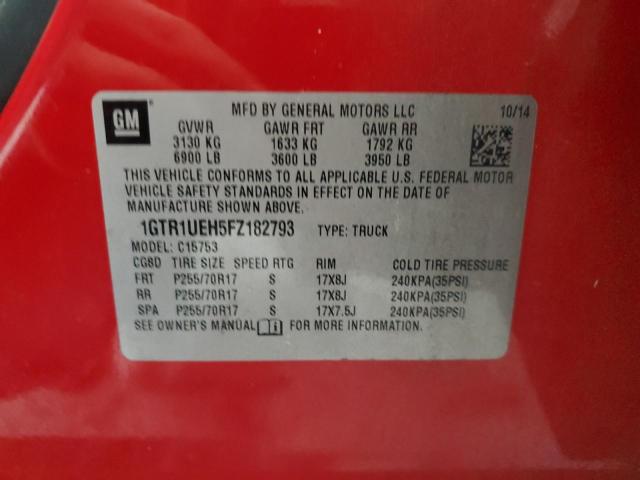 GM
MFD BY GENERAL MOTORS LLC 10/14
GVWR GAWR FRT GAWR RR
3130 KG 1633 KG 1792 KG
6900 LB 3600 LB 3950 LB
THIS VEHICLE CONFORMS TO ALL APPLICABLE U.S. FEDERAL MOTOR
VEHICLE SAFETY STANDARDS IN EFFECT ON THE DATE OF
MANUFACTURE SHOWN ABOVE.
1GTR1UEH5FZ182793 TYPE: TRUCK
MODEL: C15753
CG8D TIRE SIZE SPEED RTG RIM COLD TIRE PRESSURE
FRT P255/70R17 S 17X8J 240KPA(35PSI)
RR P255/70R17 S 17X8J 240KPA(35PSI)
SPA P255/70R17 S 17X7.5J 240KPA(35PSI)
SEE OWNER'S MANUAL FOR MORE INFORMATION.